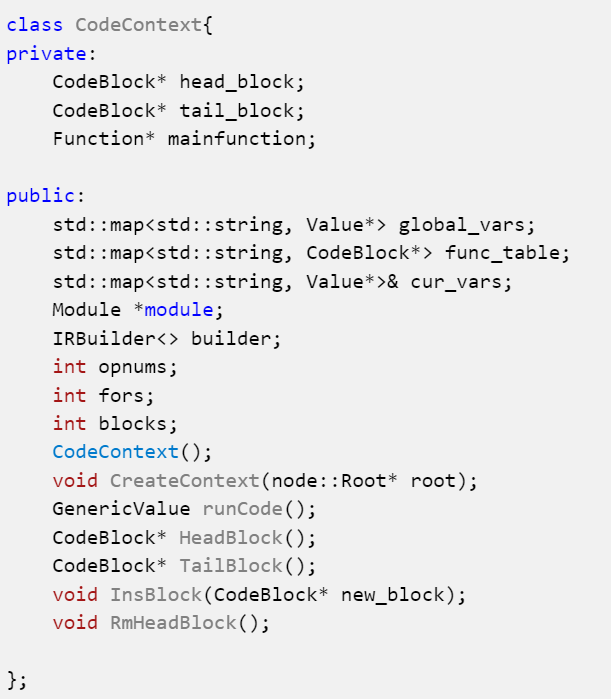 class CodeContext{
private:
    CodeBlock* head_block;
    CodeBlock* tail_block;
    Function* mainfunction;

public:
    std::map<std::string, Value*> global_vars;
    std::map<std::string, CodeBlock*> func_table;
    std::map<std::string, Value*>& cur_vars;
    Module *module;
    IRBuilder<> builder;
    int opnums;
    int fors;
    int blocks;
    CodeContext();
    void CreateContext(node::Root* root);
    GenericValue runCode();
    CodeBlock* HeadBlock();
    CodeBlock* TailBlock();
    void InsBlock(CodeBlock* new_block);
    void RmHeadBlock();

};